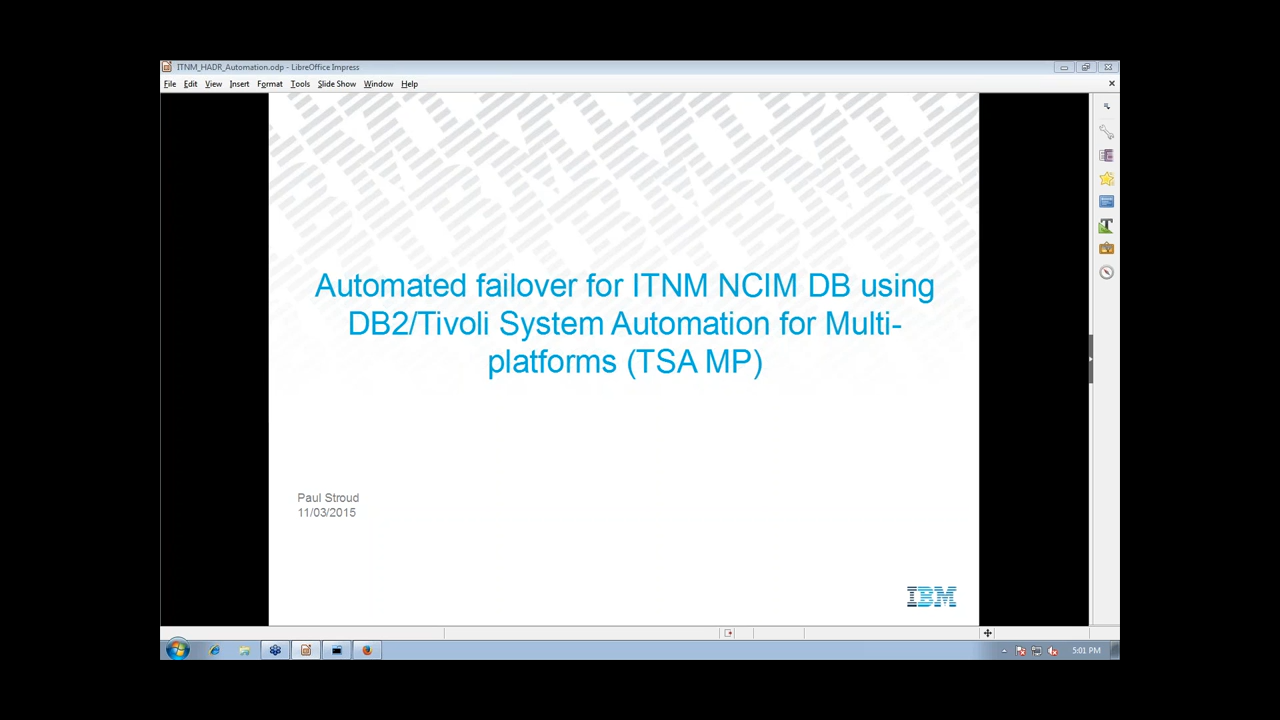 ITNM_HADR_Automation.odp - LibreOffice Impress
File Edit View Insert Format Tools Slide Show Window Help
Automated failover for ITNM NCIM DB using
DB2/Tivoli System Automation for Multi-
platforms (TSA MP)
Paul Stroud
11/03/2015
IBM
5:01 PM